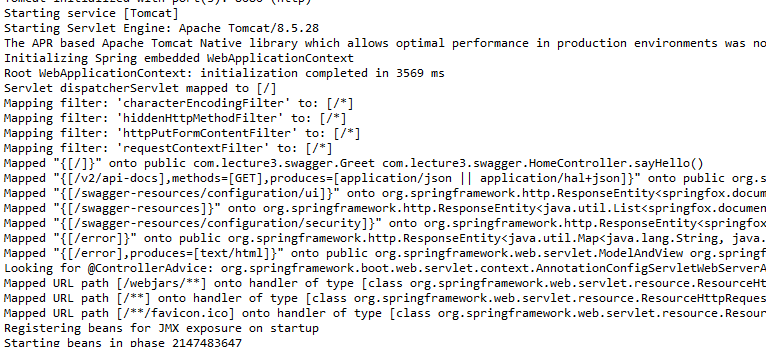 Tomcat initialized with port(s): 8080 (http)
Starting service [Tomcat]
Starting Servlet Engine: Apache Tomcat/8.5.28
The APR based Apache Tomcat Native library which allows optimal performance in production environments was no
Initializing Spring embedded WebApplicationContext
Root WebApplicationContext: initialization completed in 3569 ms
Servlet dispatcherServlet mapped to [/]
Mapping filter: 'characterEncodingFilter' to: [/*]
Mapping filter: 'hiddenHttpMethodFilter' to: [/*]
Mapping filter: 'httpPutFormContentFilter' to: [/*]
Mapping filter: 'requestContextFilter' to: [/*]
Mapped "{[/]}" onto public com.lecture3.swagger.Greet com.lecture3.swagger.HomeController.sayHello()
Mapped "{[/v2/api-docs],methods=[GET],produces=[application/json || application/hal+json]}" onto public org.s
Mapped "{[/swagger-resources/configuration/ui]}" onto org.springframework.http.ResponseEntity<springfox.docum
Mapped "{[/swagger-resources]}" onto org.springframework.http.ResponseEntity<java.util.List<springfox.documen
Mapped "{[/swagger-resources/configuration/security]}" onto org.springframework.http.ResponseEntity<springfox
Mapped "{[/error]}" onto public org.springframework.http.ResponseEntity<java.util.Map<java.lang.String, java.
Mapped "{[/error],produces=[text/html]}" onto public org.springframework.web.servlet.ModelAndView org.springf
Looking for @ControllerAdvice: org.springframework.boot.web.servlet.context.AnnotationConfigServletWebServerA
Mapped URL path [/webjars/**] onto handler of type [class org.springframework.web.servlet.resource.ResourceHt
Mapped URL path [/**] onto handler of type [class org.springframework.web.servlet.resource.ResourceHttpReques
Mapped URL path [/**/favicon.ico] onto handler of type [class org.springframework.web.servlet.resource.Resour
Registering beans for JMX exposure on startup
Starting beans in phase 2147483647